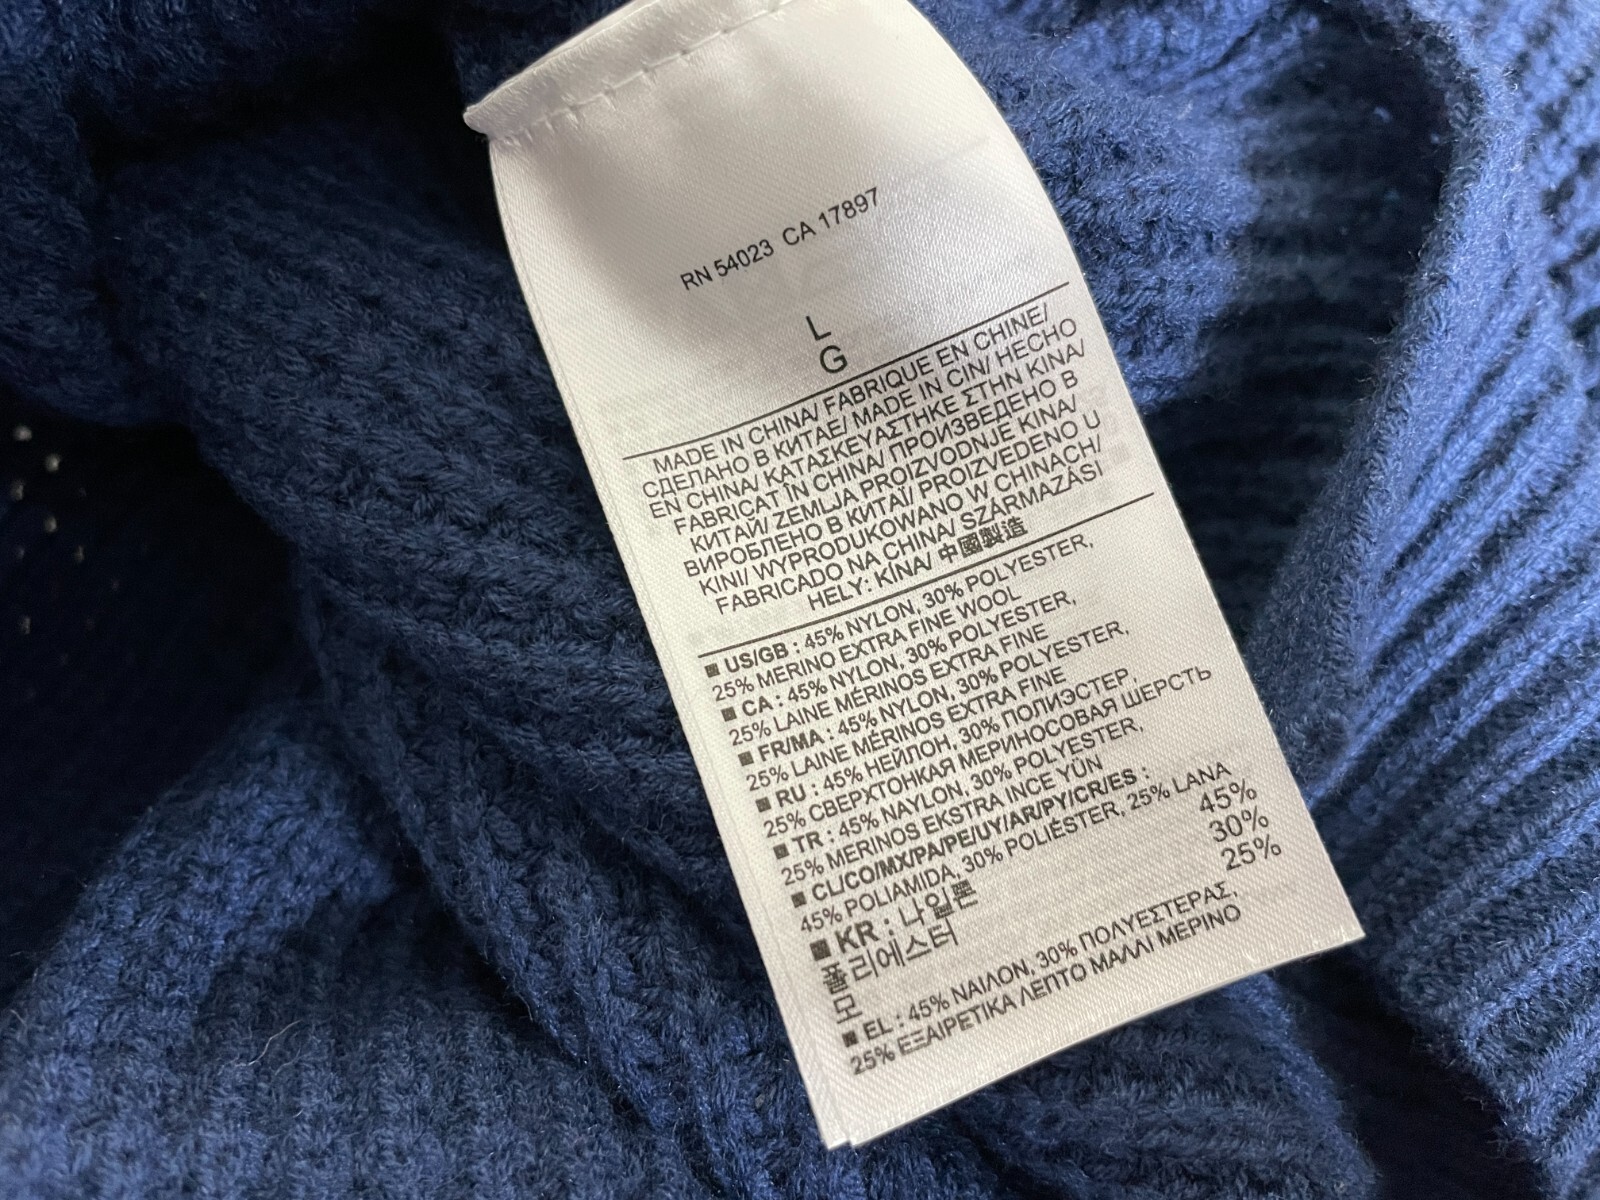 RN 54023 CA 17897
L
G
MADE IN CHINA/ FABRIQUE EN CHINE/
СДЕЛАНО В КИТАЕ/ MADE IN CIN/ HECHO
EN CHINA/ ΚΑΤΑΣΚΕΥΑΣΤΗΚΕ ΣΤΗΝ ΚΙΝΑ/
FABRICAT ÎN CHINA/ ПРОИЗВЕДЕНО В
КИТАЙ/ ZEMLJA PROIZVODNJE KINA/
ВИРОБЛЕНО В КИТАЇ/ PROIZVEDENO U
KINI/ WYPRODUKOWANO W CHINACH/
FABRICADO NA CHINA/ SZÁRMAZÁSI
HELY: KÍNA/ 中國製造
US/GB : 45% NYLON, 30% POLYESTER,
25% MERINO EXTRA FINE WOOL
CA : 45% NYLON, 30% POLYESTER,
25% LAINE MÉRINOS EXTRA FINE
FR/MA : 45% NYLON, 30% POLYESTER,
25% LAINE MÉRINOS EXTRA FINE
RU : 45% НЕЙЛОН, 30% ПОЛИЭСТЕР,
25% СВЕРХТОНКАЯ МЕРИНОСОВАЯ ШЕРСТЬ
TR : 45% NAYLON, 30% POLYESTER,
25% MERINOS EKSTRA INCE YÜN
CL/CO/MX/PA/PE/UY/AR/PY/CR/ES :
45% POLIAMIDA, 30% POLIÉSTER, 25% LANA
KR : 나일론 45%
폴리에스터 30%
모 25%
EL : 45% ΝΑΙΛΟΝ, 30% ΠΟΛΥΕΣΤΕΡΑΣ,
25% ΕΞΑΙΡΕΤΙΚΑ ΛΕΠΤΟ ΜΑΛΛΙ ΜΕΡΙΝΟ